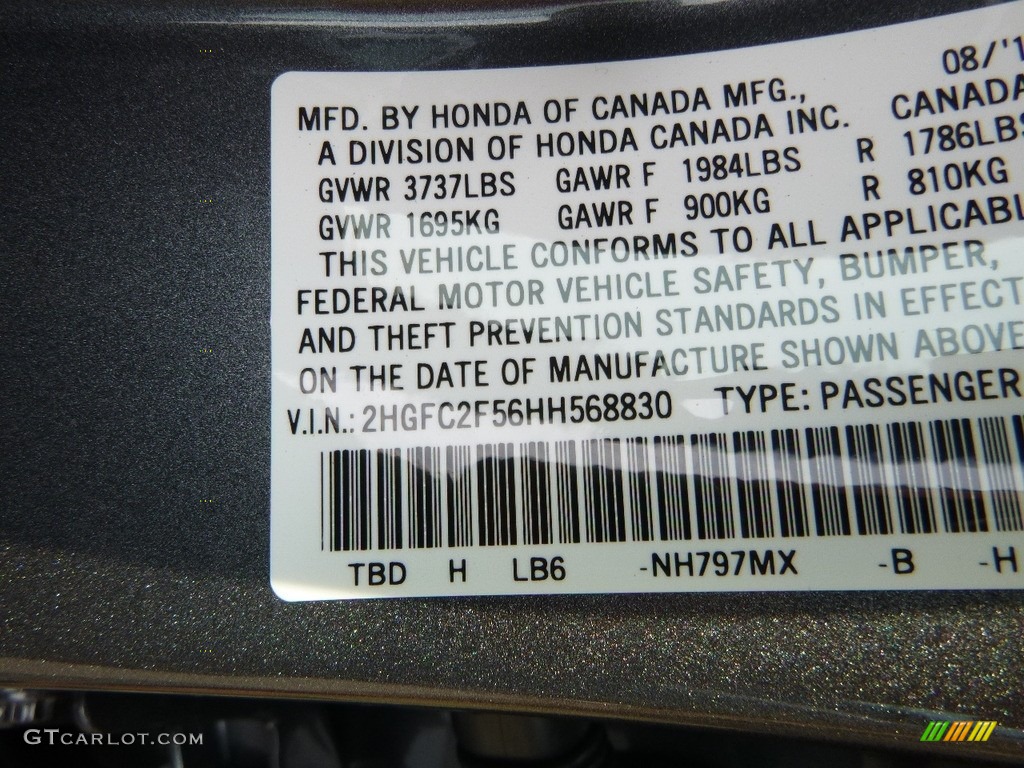 08/'1
MFD. BY HONDA OF CANADA MFG.,
A DIVISION OF HONDA CANADA INC. CANADA
GVWR 3737LBS GAWR F 1984LBS R 1786LBS
GVWR 1695KG GAWR F 900KG R 810KG
THIS VEHICLE CONFORMS TO ALL APPLICABL
FEDERAL MOTOR VEHICLE SAFETY, BUMPER,
AND THEFT PREVENTION STANDARDS IN EFFECT
ON THE DATE OF MANUFACTURE SHOWN ABOVE
V.I.N.: 2HGFC2F56HH568830 TYPE: PASSENGER
TBD H LB6 -NH797MX -B -H
GTCARLOT.COM